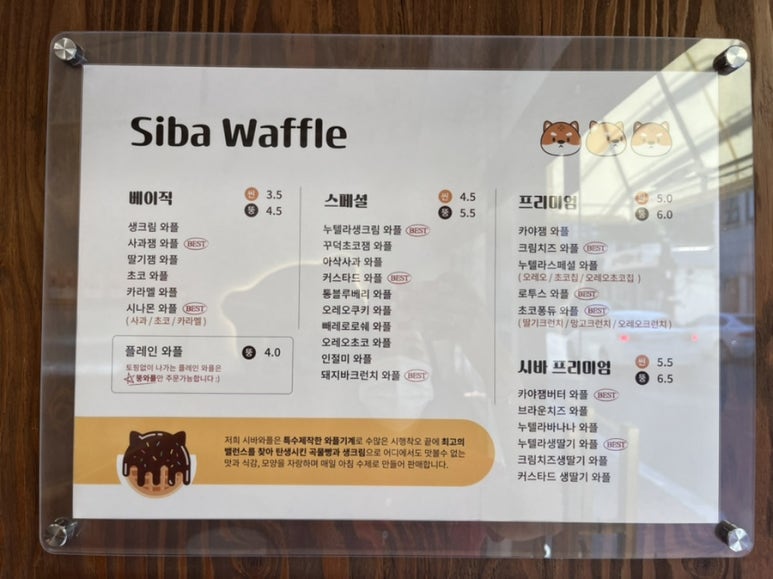 Siba Waffle
베이직
씬 3.5
뚱 4.5
생크림 와플
사과잼 와플 BEST
딸기잼 와플
초코 와플
카라멜 와플
시나몬 와플 BEST
( 사과 / 초코 / 카라멜 )
플레인 와플 뚱 4.0
토핑없이 나가는 플레인 와플은
뚱와플만 주문가능합니다 :)
스페셜
씬 4.5
뚱 5.5
누텔라생크림 와플 BEST
꾸덕초코잼 와플
아삭사과 와플
커스타드 와플 BEST
통블루베리 와플
오레오쿠키 와플
빼레로로쉐 와플
오레오초코 와플
인절미 와플
돼지바크런치 와플 BEST
프리미엄
씬 5.0
뚱 6.0
카야잼 와플
크림치즈 와플 BEST
누텔라스페셜 와플
( 오레오 / 초코칩 / 오레오초코칩 )
로투스 와플 BEST
초코퐁듀 와플 BEST
( 딸기크런치 / 망고크런치 / 오레오크런치 )
시바 프리미엄
씬 5.5
뚱 6.5
카야잼버터 와플 BEST
브라운치즈 와플
누텔라바나나 와플
누텔라생딸기 와플 BEST
크림치즈생딸기 와플
커스타드 생딸기 와플
저희 시바와플은 특수제작한 와플기계로 수많은 시행착오 끝에 최고의
밸런스를 찾아 탄생시킨 곡물빵과 생크림으로 어디에서도 맛볼수 없는
맛과 식감, 모양을 자랑하며 매일 아침 수제로 만들어 판매합니다.